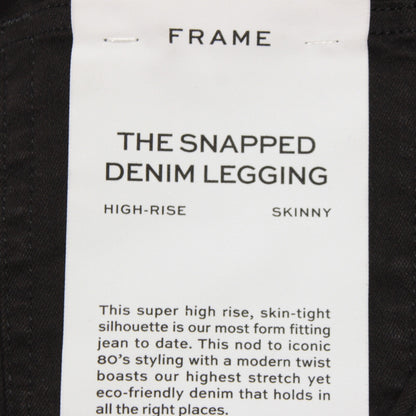 FRAME
THE SNAPPED
DENIM LEGGING
HIGH-RISE SKINNY
This super high rise, skin-tight
silhouette is our most form fitting
jean to date. This nod to iconic
80's styling with a modern twist
boasts our highest stretch yet
eco-friendly denim that holds in
all the right places.